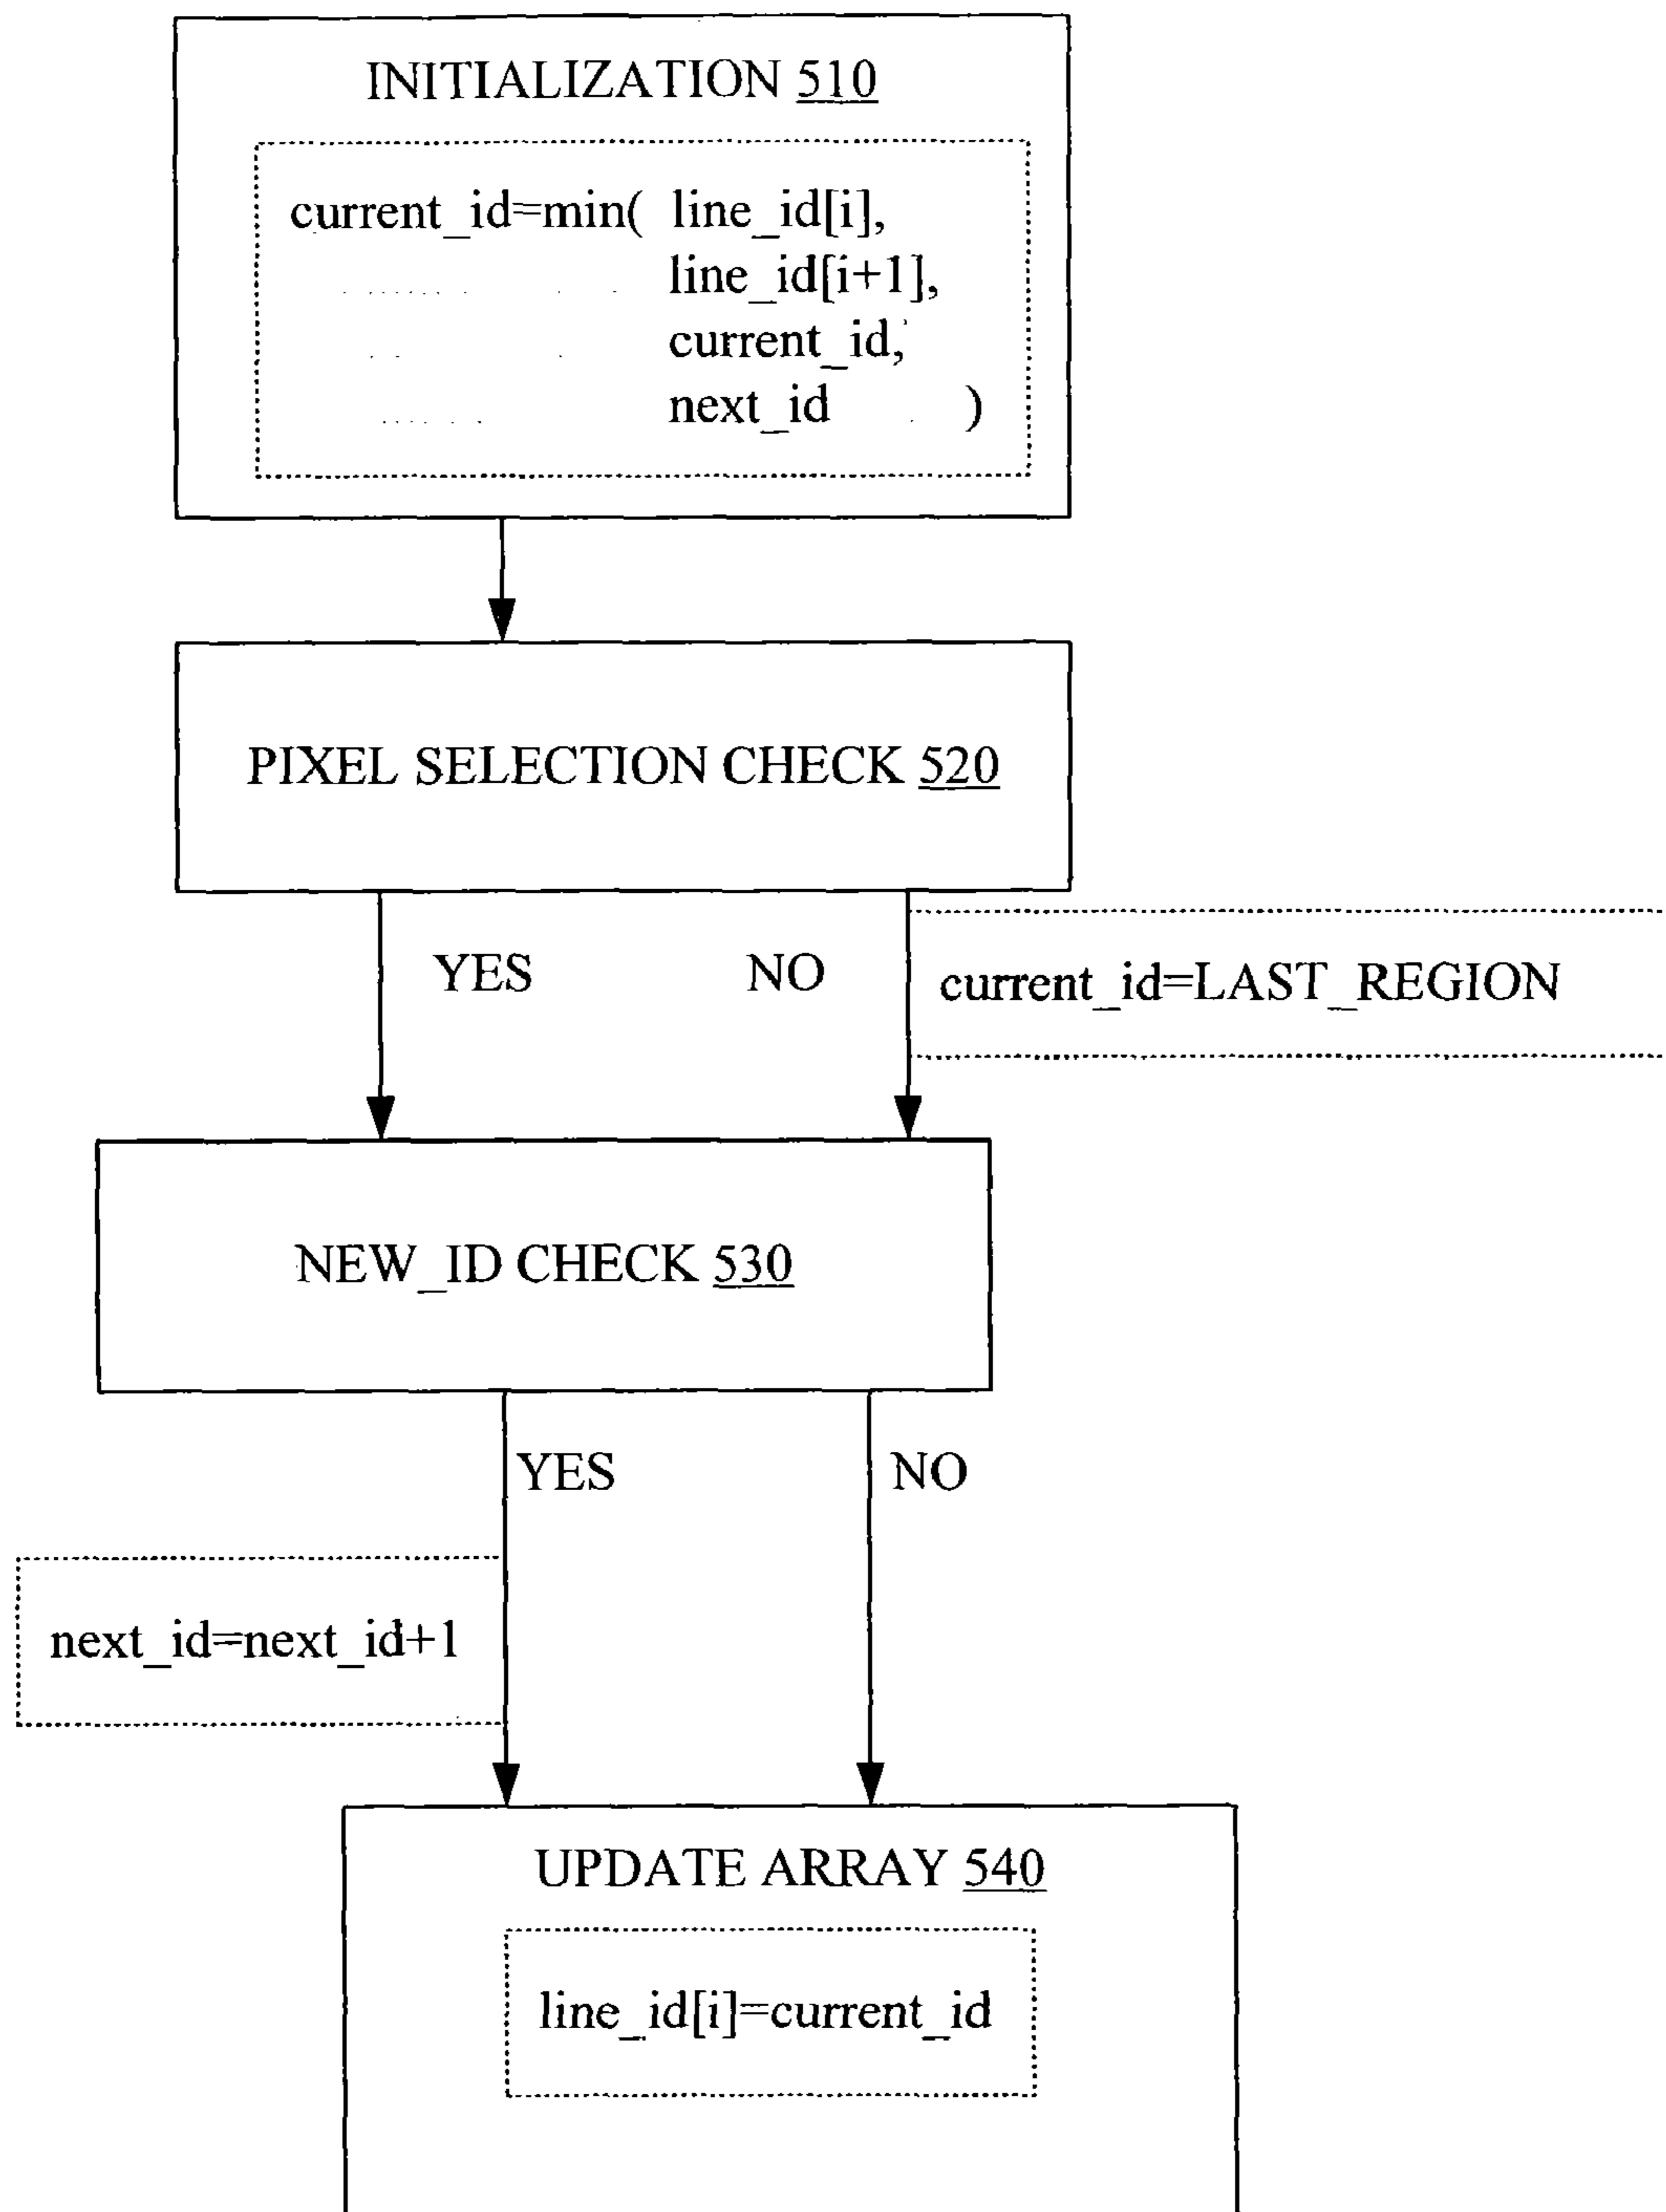 INITIALIZATION 510
current_id=min( line_id[i],
line_id[i+1],
current_id,
next_id )
PIXEL SELECTION CHECK 520
YES NO
current_id=LAST_REGION
NEW_ID CHECK 530
YES NO
next_id=next_id+1
UPDATE ARRAY 540
line_id[i]=current_id